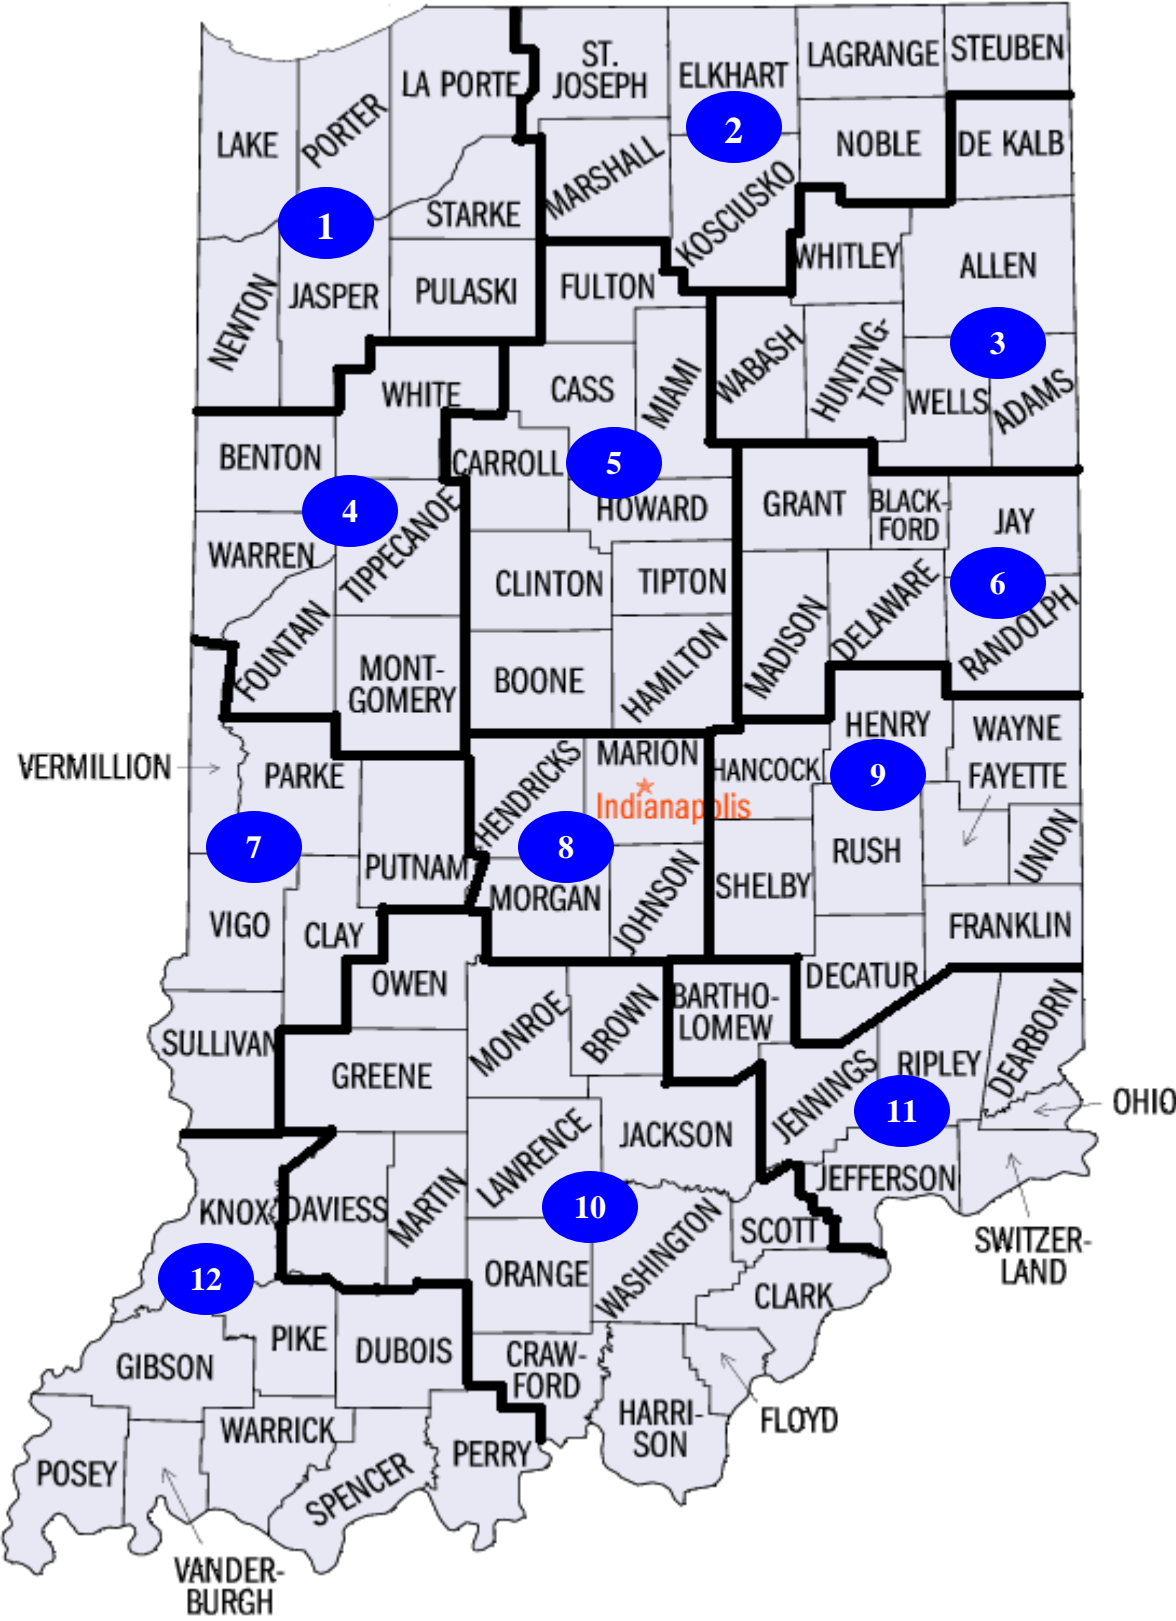 ST.
JOSEPH
ELKHART
LAGRANGE
STEUBEN
LA PORTE
PORTER
LAKE
2
NOBLE
DE KALB
MARSHALL
KOSCIUSKO
STARKE
1
WHITLEY
ALLEN
NEWTON
JASPER
PULASKI
FULTON
3
WABASH
HUNTING-
TON
WELLS
ADAMS
WHITE
CASS
MIAMI
BENTON
CARROLL
5
4
HOWARD
GRANT
BLACK-
FORD
JAY
WARREN
TIPPECANOE
CLINTON
TIPTON
6
FOUNTAIN
MADISON
DELAWARE
RANDOLPH
MONT-
GOMERY
BOONE
HAMILTON
VERMILLION
PARKE
HENDRICKS
MARION
Indianapolis
HANCOCK
HENRY
WAYNE
9
FAYETTE
7
PUTNAM
8
RUSH
UNION
MORGAN
JOHNSON
SHELBY
VIGO
CLAY
FRANKLIN
OWEN
DECATUR
SULLIVAN
GREENE
MONROE
BROWN
BARTHO-
LOMEW
JENNINGS
RIPLEY
DEARBORN
11
OHIO
LAWRENCE
JACKSON
JEFFERSON
KNOX
DAVIESS
MARTIN
10
WASHINGTON
SCOTT
SWITZER-
LAND
12
ORANGE
CLARK
GIBSON
PIKE
DUBOIS
CRAW-
FORD
HARRI-
SON
FLOYD
POSEY
WARRICK
SPENCER
PERRY
VANDER-
BURGH